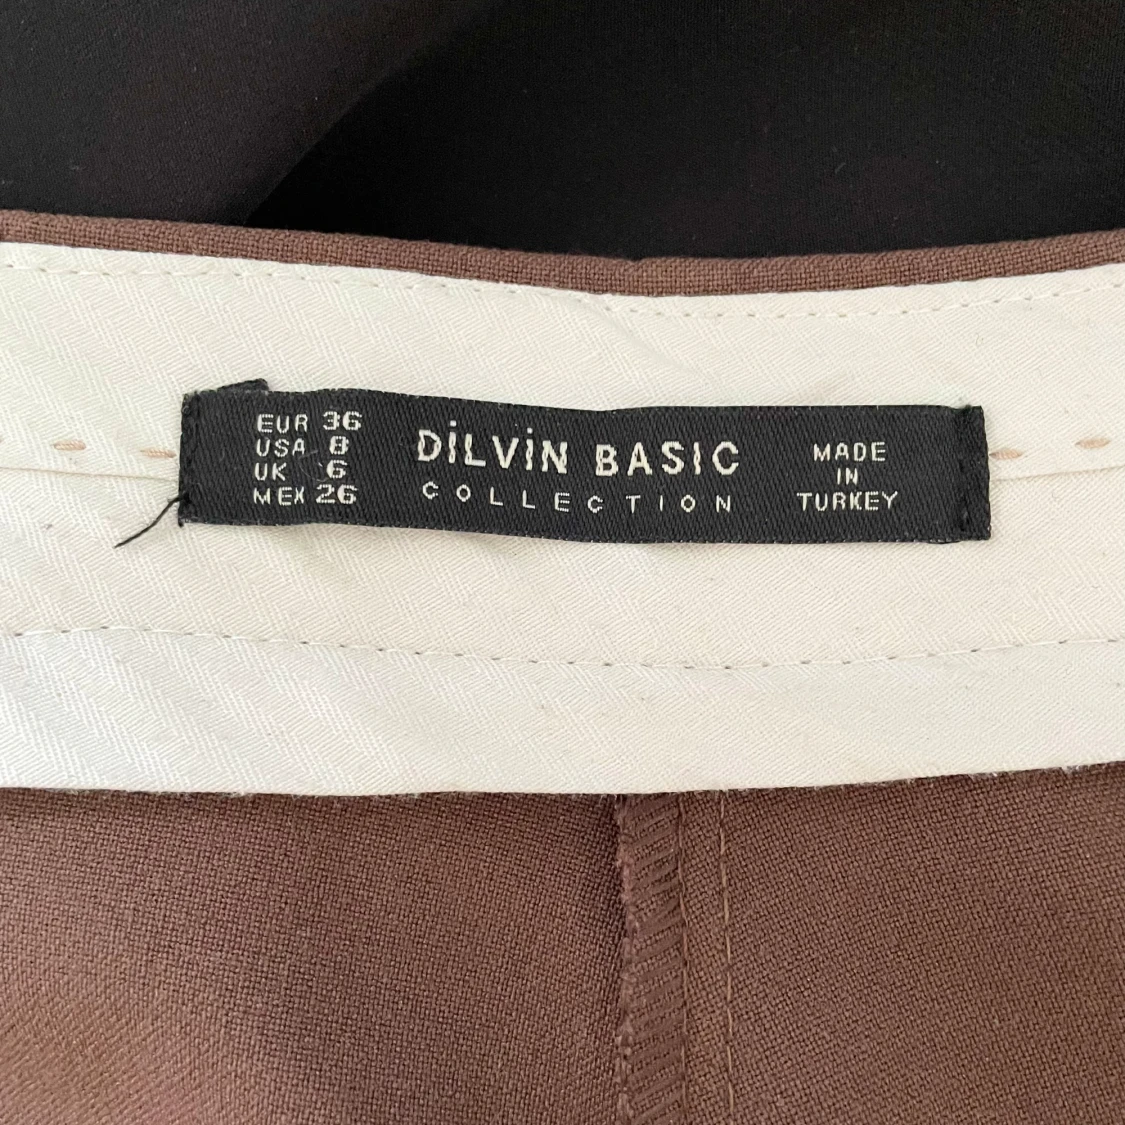 EUR 36
USA 8
UK 6
MEX 26
DİLVİN BASIC
COLLECTION
MADE
IN
TURKEY